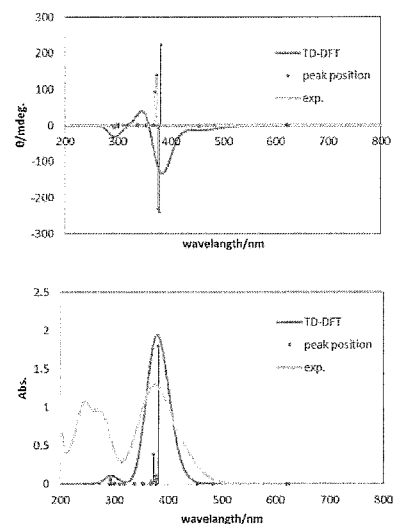 300
200
100
0
-100
-200
-300
θ/mdeg.
200 300 400 500 600 700 800
wavelangth/nm
TD-DFT
peak position
exp.
2.5
2
1.5
1
0.5
0
Abs.
200 300 400 500 600 700 800
wavelangth/nm
TD-DFT
peak position
exp.